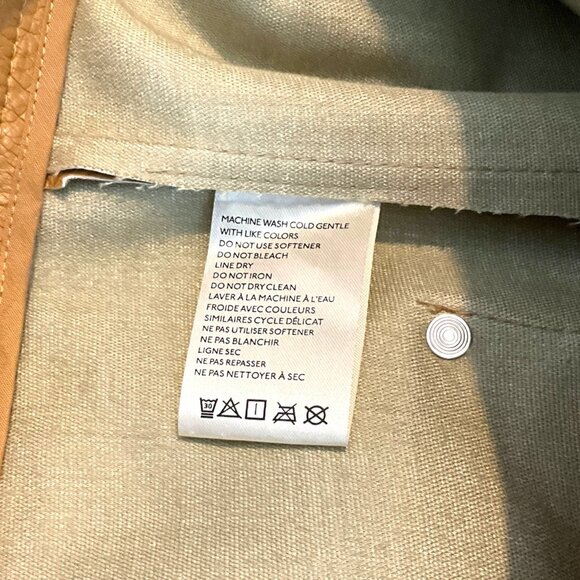 MACHINE WASH COLD GENTLE
WITH LIKE COLORS
DO NOT USE SOFTENER
DO NOT BLEACH
LINE DRY
DO NOT IRON
DO NOT DRY CLEAN
LAVER À LA MACHINE À L'EAU
FROIDE AVEC COULEURS
SIMILAIRES CYCLE DÉLICAT
NE PAS UTILISER SOFTENER
NE PAS BLANCHIR
LIGNE SEC
NE PAS REPASSER
NE PAS NETTOYER À SEC
30